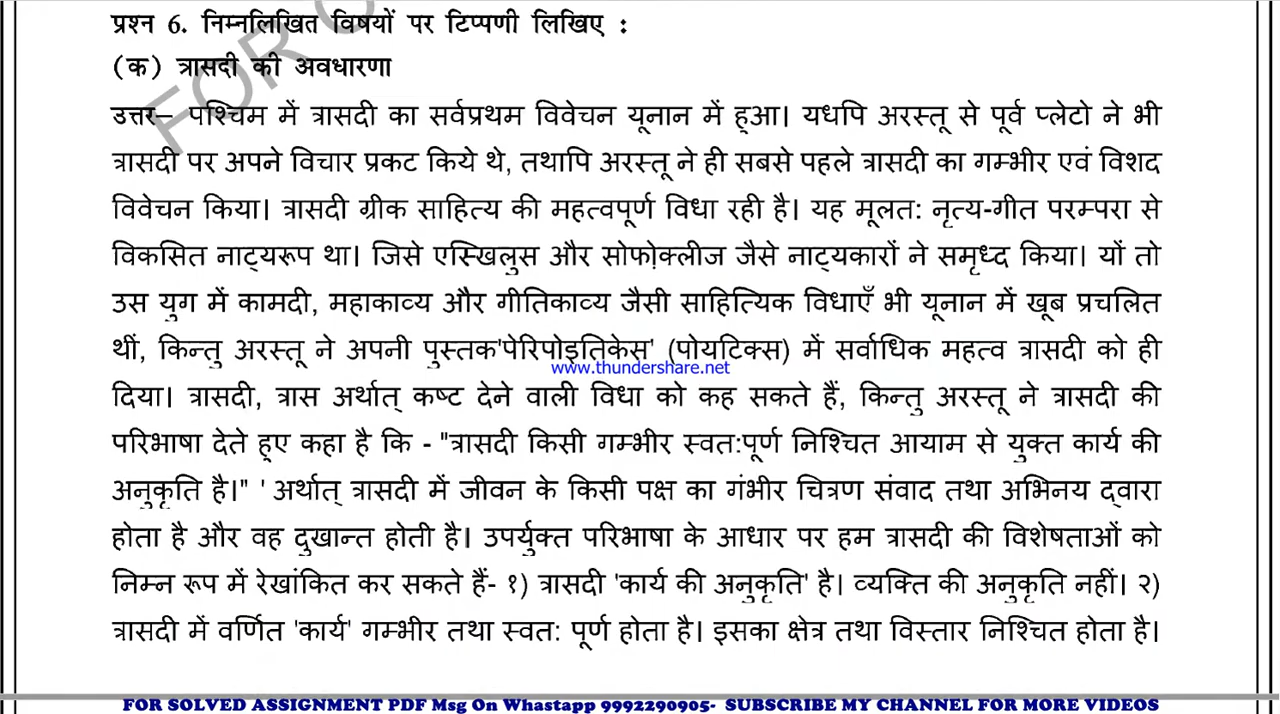 प्रश्न 6. निम्नलिखित विषयों पर टिप्पणी लिखिए :
(क) त्रासदी की अवधारणा
उत्तर– पश्चिम में त्रासदी का सर्वप्रथम विवेचन यूनान में हुआ। यधपि अरस्तू से पूर्व प्लेटो ने भी
त्रासदी पर अपने विचार प्रकट किये थे, तथापि अरस्तू ने ही सबसे पहले त्रासदी का गम्भीर एवं विशद
विवेचन किया। त्रासदी ग्रीक साहित्य की महत्वपूर्ण विधा रही है। यह मूलत: नृत्य-गीत परम्परा से
विकसित नाट्यरूप था। जिसे एस्खिलुस और सोफो़क्लीज जैसे नाट्यकारों ने समृध्द किया। यों तो
उस युग में कामदी, महाकाव्य और गीतिकाव्य जैसी साहित्यिक विधाएँ भी यूनान में खूब प्रचलित
थीं, किन्तु अरस्तू ने अपनी पुस्तक'पेरिपोइतिकेस' (पोयटिक्स) में सर्वाधिक महत्व त्रासदी को ही
www.thundershare.net
दिया। त्रासदी, त्रास अर्थात् कष्ट देने वाली विधा को कह सकते हैं, किन्तु अरस्तू ने त्रासदी की
परिभाषा देते हुए कहा है कि - "त्रासदी किसी गम्भीर स्वत:पूर्ण निश्चित आयाम से युक्त कार्य की
अनुकृति है।" ' अर्थात् त्रासदी में जीवन के किसी पक्ष का गंभीर चित्रण संवाद तथा अभिनय द्वारा
होता है और वह दुखान्त होती है। उपर्युक्त परिभाषा के आधार पर हम त्रासदी की विशेषताओं को
निम्न रूप में रेखांकित कर सकते हैं- १) त्रासदी 'कार्य की अनुकृति' है। व्यक्ति की अनुकृति नहीं। २)
त्रासदी में वर्णित 'कार्य' गम्भीर तथा स्वत: पूर्ण होता है। इसका क्षेत्र तथा विस्तार निश्चित होता है।
FOR SOLVED ASSIGNMENT PDF Msg On Whatsapp 9992290905- SUBSCRIBE MY CHANNEL FOR MORE VIDEOS